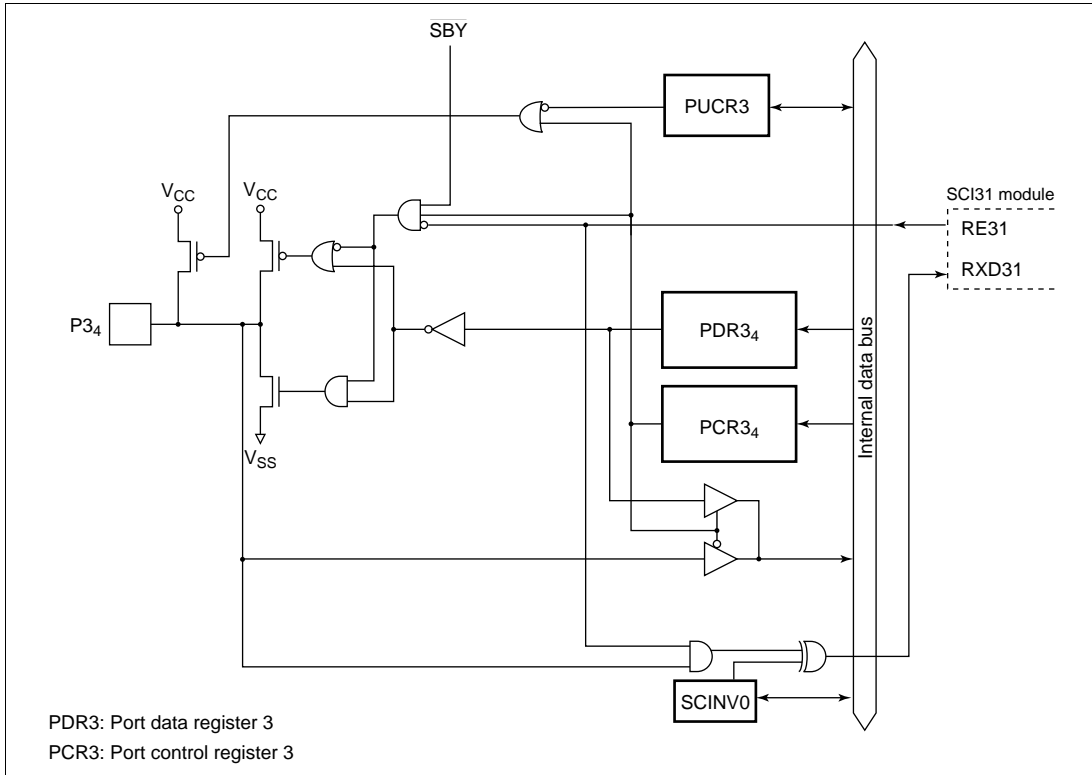 SBY
PUCR3
VCC
VCC
SCI31 module
RE31
RXD31
P34
PDR34
PCR34
Internal data bus
VSS
SCINV0
PDR3: Port data register 3
PCR3: Port control register 3